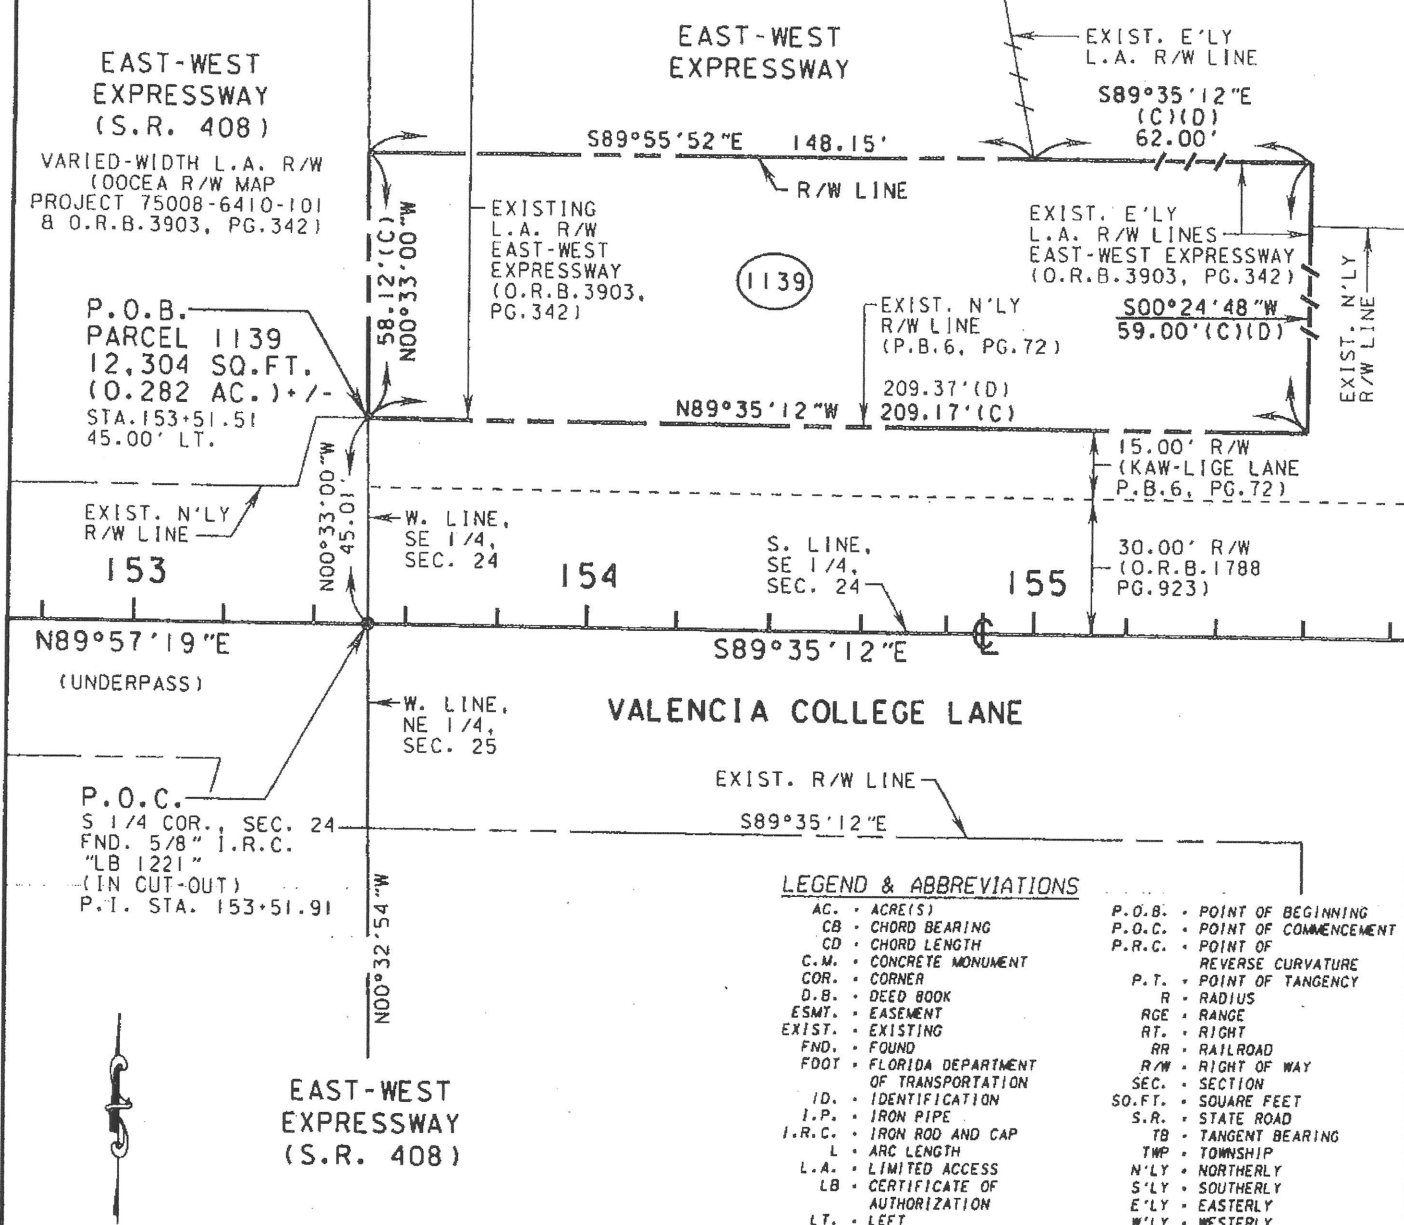 EAST-WEST
EXPRESSWAY
(S.R. 408)
VARIED-WIDTH L.A. R/W
(OOCEA R/W MAP
PROJECT 75008-6410-101
& O.R.B.3903, PG.342)
EAST-WEST
EXPRESSWAY
EXIST. E'LY
L.A. R/W LINE
S89°35'12"E
(C)(D)
62.00'
S89°55'52"E 148.15'
R/W LINE
58.12'(C)
N00°33'00"W
EXISTING
L.A. R/W
EAST-WEST
EXPRESSWAY
(O.R.B.3903,
PG.342)
1139
EXIST. E'LY
L.A. R/W LINES
EAST-WEST EXPRESSWAY
(O.R.B.3903, PG.342)
EXIST. N'LY
R/W LINE
(P.B.6, PG.72)
S00°24'48"W
59.00'(C)(D)
EXIST. N'LY
R/W LINE
P.O.B.
PARCEL 1139
12,304 SQ.FT.
(0.282 AC.)+/-
STA.153+51.51
45.00' LT.
N89°35'12"W
209.37'(D)
209.17'(C)
15.00' R/W
(KAW-LIGE LANE
P.B.6, PG.72)
EXIST. N'LY
R/W LINE
N00°33'00"W
45.01'
W. LINE,
SE 1/4,
SEC. 24
S. LINE,
SE 1/4,
SEC. 24
30.00' R/W
(O.R.B.1788
PG.923)
153
154
155
N89°57'19"E
S89°35'12"E
℄
(UNDERPASS)
W. LINE,
NE 1/4,
SEC. 25
VALENCIA COLLEGE LANE
EXIST. R/W LINE
S89°35'12"E
P.O.C.
S 1/4 COR., SEC. 24
FND. 5/8" I.R.C.
"LB 1221"
(IN CUT-OUT)
P.I. STA. 153+51.91
N00°32'54"W
EAST-WEST
EXPRESSWAY
(S.R. 408)
LEGEND & ABBREVIATIONS
AC. • ACRE(S)
CB • CHORD BEARING
CD • CHORD LENGTH
C.M. • CONCRETE MONUMENT
COR. • CORNER
D.B. • DEED BOOK
ESMT. • EASEMENT
EXIST. • EXISTING
FND. • FOUND
FDOT • FLORIDA DEPARTMENT
OF TRANSPORTATION
ID. • IDENTIFICATION
I.P. • IRON PIPE
I.R.C. • IRON ROD AND CAP
L • ARC LENGTH
L.A. • LIMITED ACCESS
LB • CERTIFICATE OF
AUTHORIZATION
LT. • LEFT
P.O.B. • POINT OF BEGINNING
P.O.C. • POINT OF COMMENCEMENT
P.R.C. • POINT OF
REVERSE CURVATURE
P.T. • POINT OF TANGENCY
R • RADIUS
RGE • RANGE
RT. • RIGHT
RR • RAILROAD
R/W • RIGHT OF WAY
SEC. • SECTION
SQ.FT. • SQUARE FEET
S.R. • STATE ROAD
TB • TANGENT BEARING
TWP • TOWNSHIP
N'LY • NORTHERLY
S'LY • SOUTHERLY
E'LY • EASTERLY
W'LY • WESTERLY